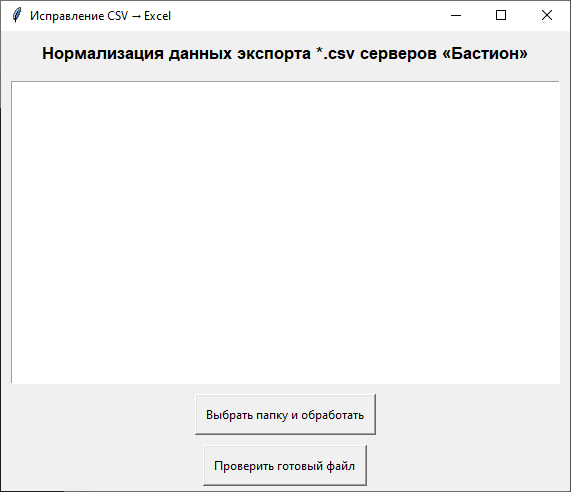 Исправление CSV → Excel
Нормализация данных экспорта *.csv серверов «Бастион»
Выбрать папку и обработать
Проверить готовый файл